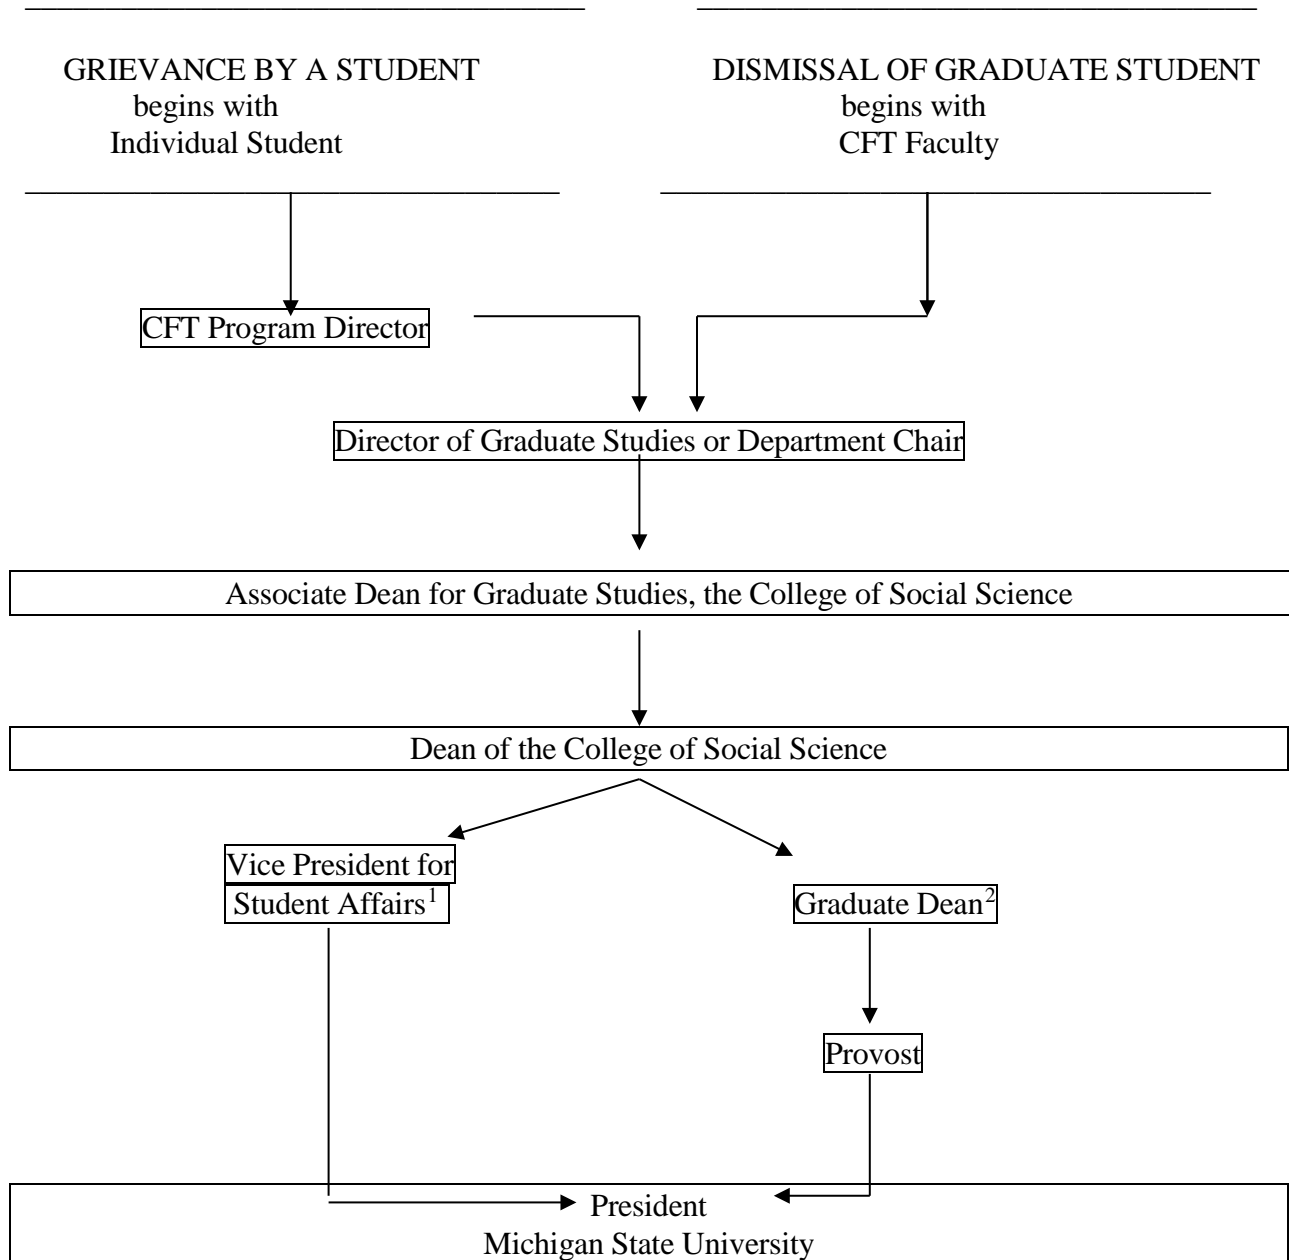 GRIEVANCE BY A STUDENT
begins with
Individual Student
DISMISSAL OF GRADUATE STUDENT
begins with
CFT Faculty
CFT Program Director
Director of Graduate Studies or Department Chair
Associate Dean for Graduate Studies, the College of Social Science
Dean of the College of Social Science
Vice President for
Student Affairs¹
Graduate Dean²
Provost
President
Michigan State University